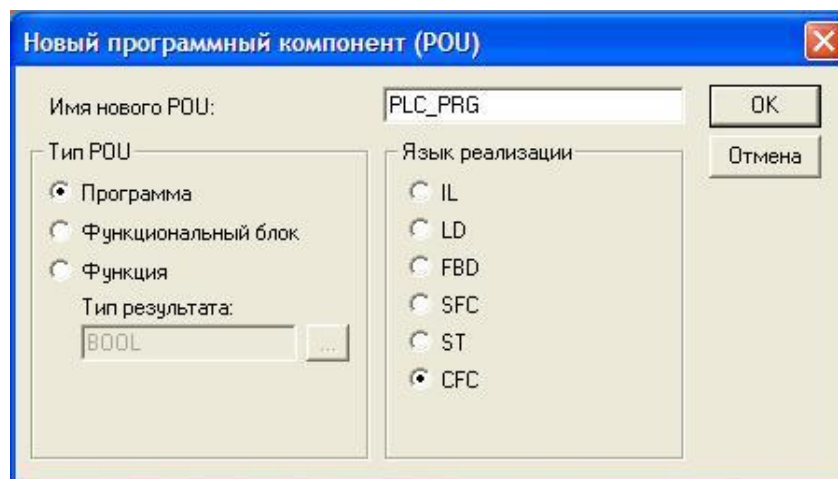 Новый программный компонент (POU)
Имя нового POU:
PLC_PRG
OK
Отмена
Тип POU
Программа
Функциональный блок
Функция
Тип результата:
BOOL
...
Язык реализации
IL
LD
FBD
SFC
ST
CFC